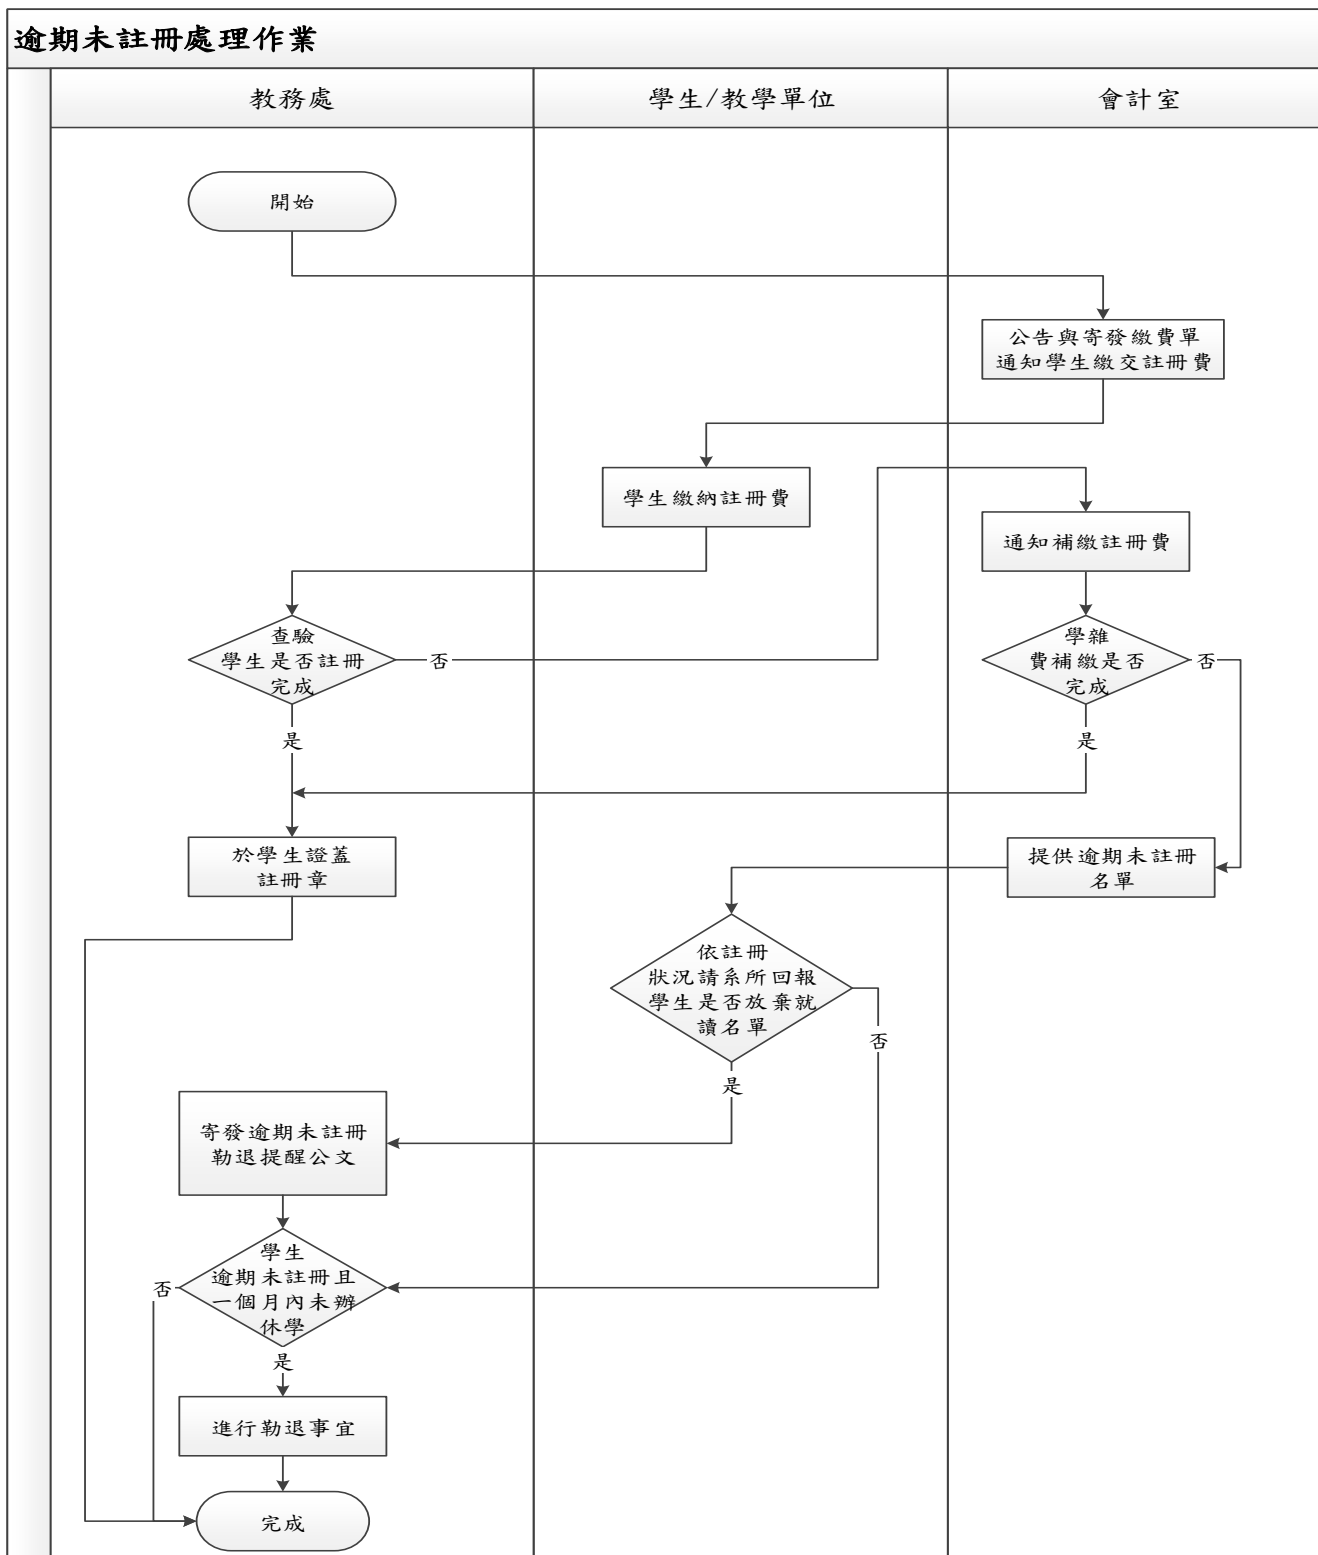 逾期未註冊處理作業
教務處
學生/教學單位
會計室
開始
公告與寄發繳費單
通知學生繳交註冊費
學生繳納註冊費
通知補繳註冊費
查驗
學生是否註冊
完成
否
學雜
費補繳是否
完成
否
是
是
於學生證蓋
註冊章
提供逾期未註冊
名單
依註冊
狀況請系所回報
學生是否放棄就
讀名單
否
是
寄發逾期未註冊
勒退提醒公文
學生
逾期未註冊且
一個月內未辦
休學
否
是
進行勒退事宜
完成